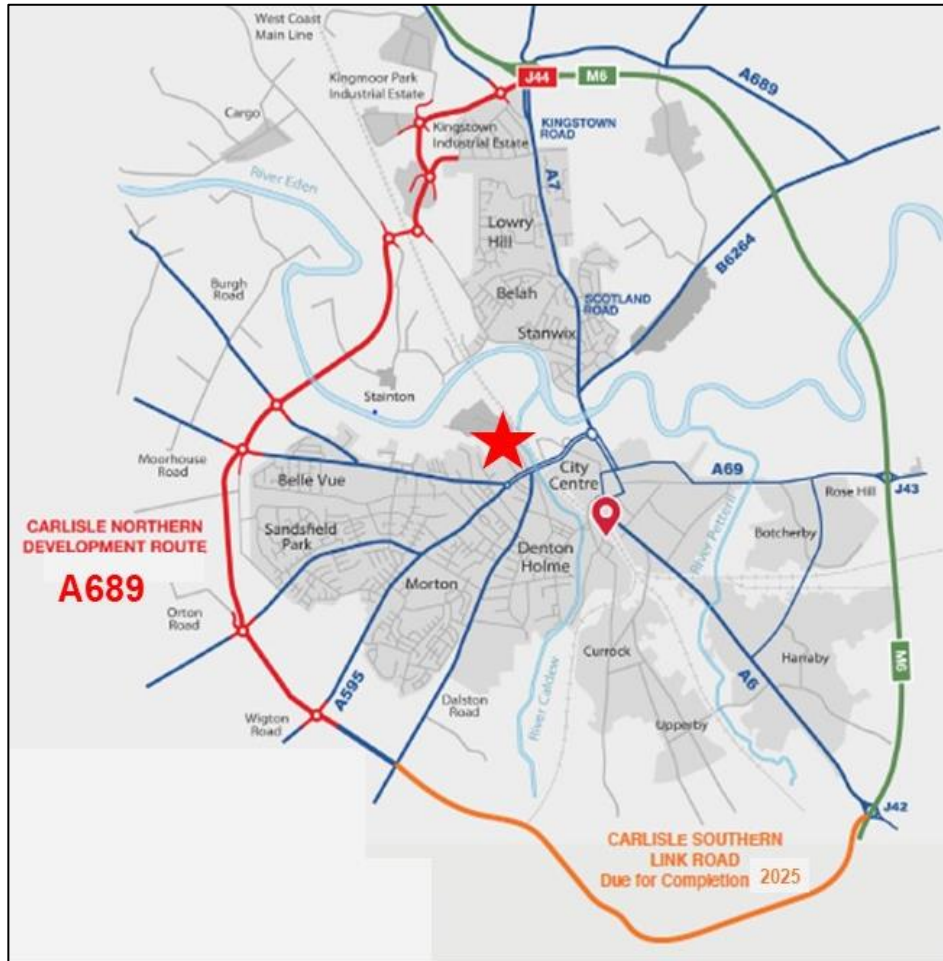 West Coast
Main Line
Kingmoor Park
Industrial Estate
J44
M6
A689
Cargo
Kingstown
Industrial Estate
KINGSTOWN
ROAD
River Eden
A7
Lowry
Hill
B6264
Burgh
Road
Belah
SCOTLAND
ROAD
Stanwix
Stainton
Moorhouse
Road
Belle Vue
City
Centre
A69
Rose Hill
J43
CARLISLE NORTHERN
DEVELOPMENT ROUTE
A689
Sandsfield
Park
Denton
Holme
River Petteril
Botcherby
Morton
Orton
Road
Currock
Harraby
M6
A6
A595
Dalston
Road
River Caldew
Upperby
Wigton
Road
J42
CARLISLE SOUTHERN
LINK ROAD
Due for Completion 2025